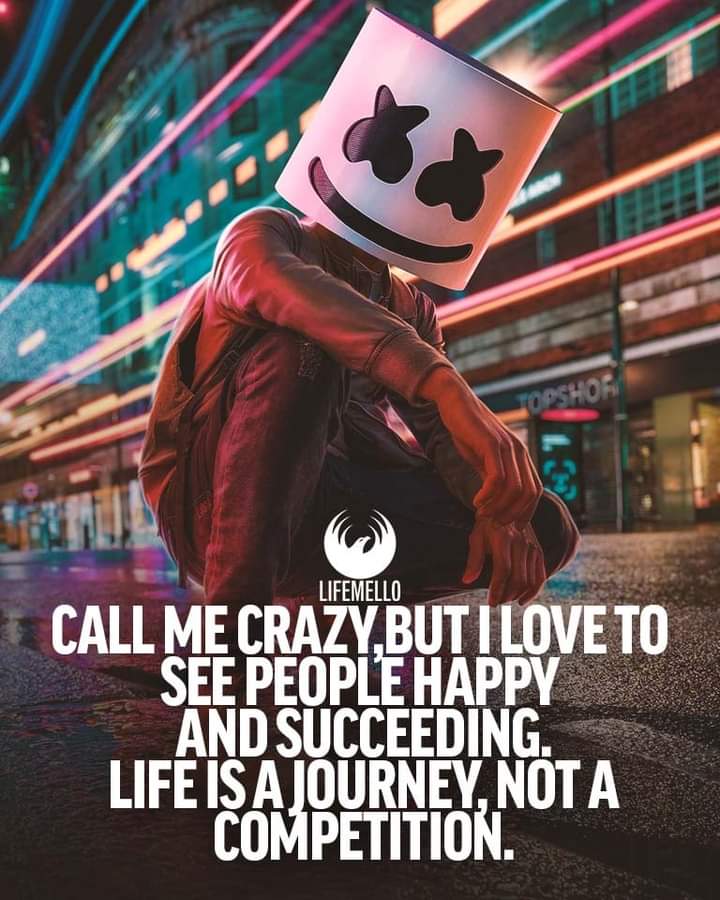 TOPSHOP
LIFEMELLO
CALL ME CRAZY,BUT I LOVE TO
SEE PEOPLE HAPPY
AND SUCCEEDING.
LIFE IS A JOURNEY, NOT A
COMPETITION.